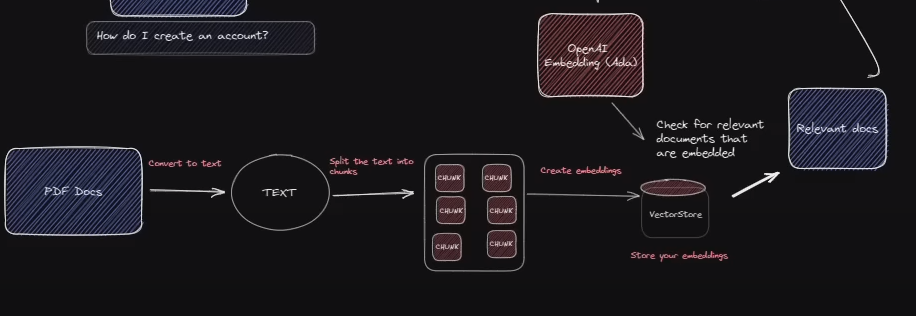 How do I create an account?
OpenAI
Embedding (Ada)
Check for relevant
documents that
are embedded
Relevant docs
PDF Docs
Convert to text
TEXT
Split the text into
chunks
CHUNK
CHUNK
CHUNK
CHUNK
CHUNK
CHUNK
Create embeddings
VectorStore
Store your embeddings